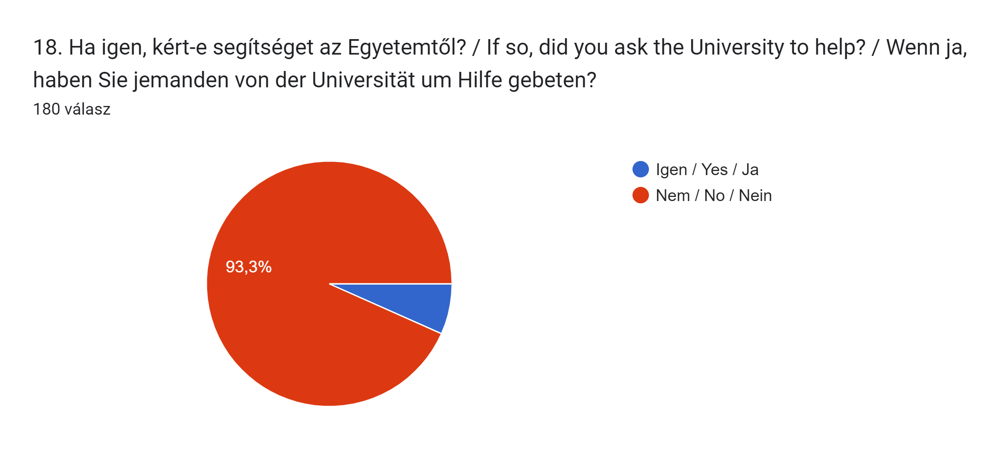 18. Ha igen, kért-e segítséget az Egyetemtől? / If so, did you ask the University to help? / Wenn ja,
haben Sie jemanden von der Universität um Hilfe gebeten?
180 válasz
Igen / Yes / Ja
Nem / No / Nein
93,3%